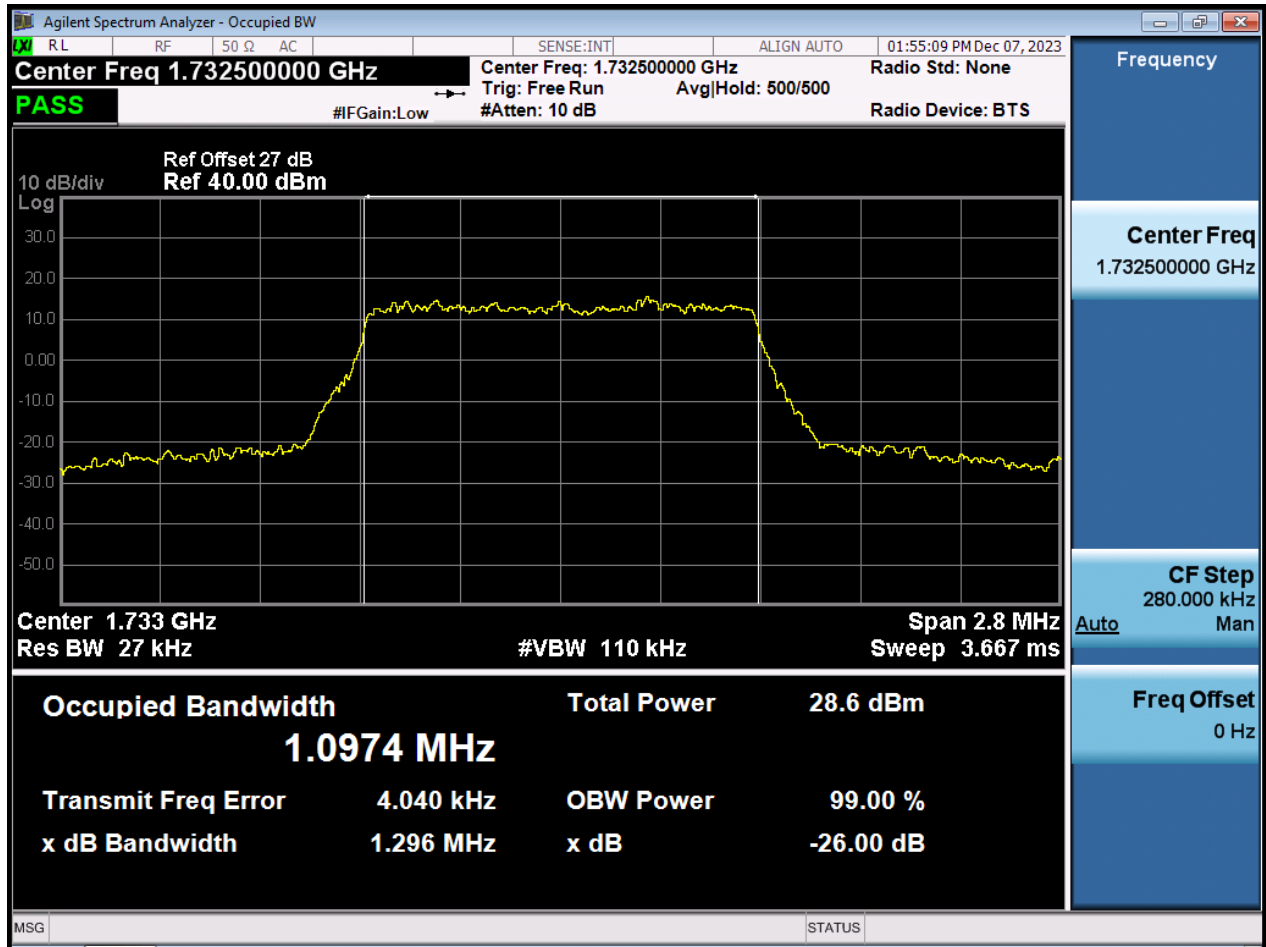 Agilent Spectrum Analyzer - Occupied BW
LXI RL RF 50 Ω AC SENSE:INT ALIGN AUTO 01:55:09 PM Dec 07, 2023
Center Freq 1.732500000 GHz
Center Freq: 1.732500000 GHz
Radio Std: None
Trig: Free Run Avg|Hold: 500/500
PASS
#IFGain:Low
#Atten: 10 dB
Radio Device: BTS
Ref Offset 27 dB
10 dB/div Ref 40.00 dBm
Log
30.0
20.0
10.0
0.00
-10.0
-20.0
-30.0
-40.0
-50.0
Center 1.733 GHz Span 2.8 MHz
Res BW 27 kHz #VBW 110 kHz Sweep 3.667 ms
Occupied Bandwidth Total Power 28.6 dBm
1.0974 MHz
Transmit Freq Error 4.040 kHz OBW Power 99.00 %
x dB Bandwidth 1.296 MHz x dB -26.00 dB
Frequency
Center Freq
1.732500000 GHz
CF Step
280.000 kHz
Auto Man
Freq Offset
0 Hz
MSG STATUS